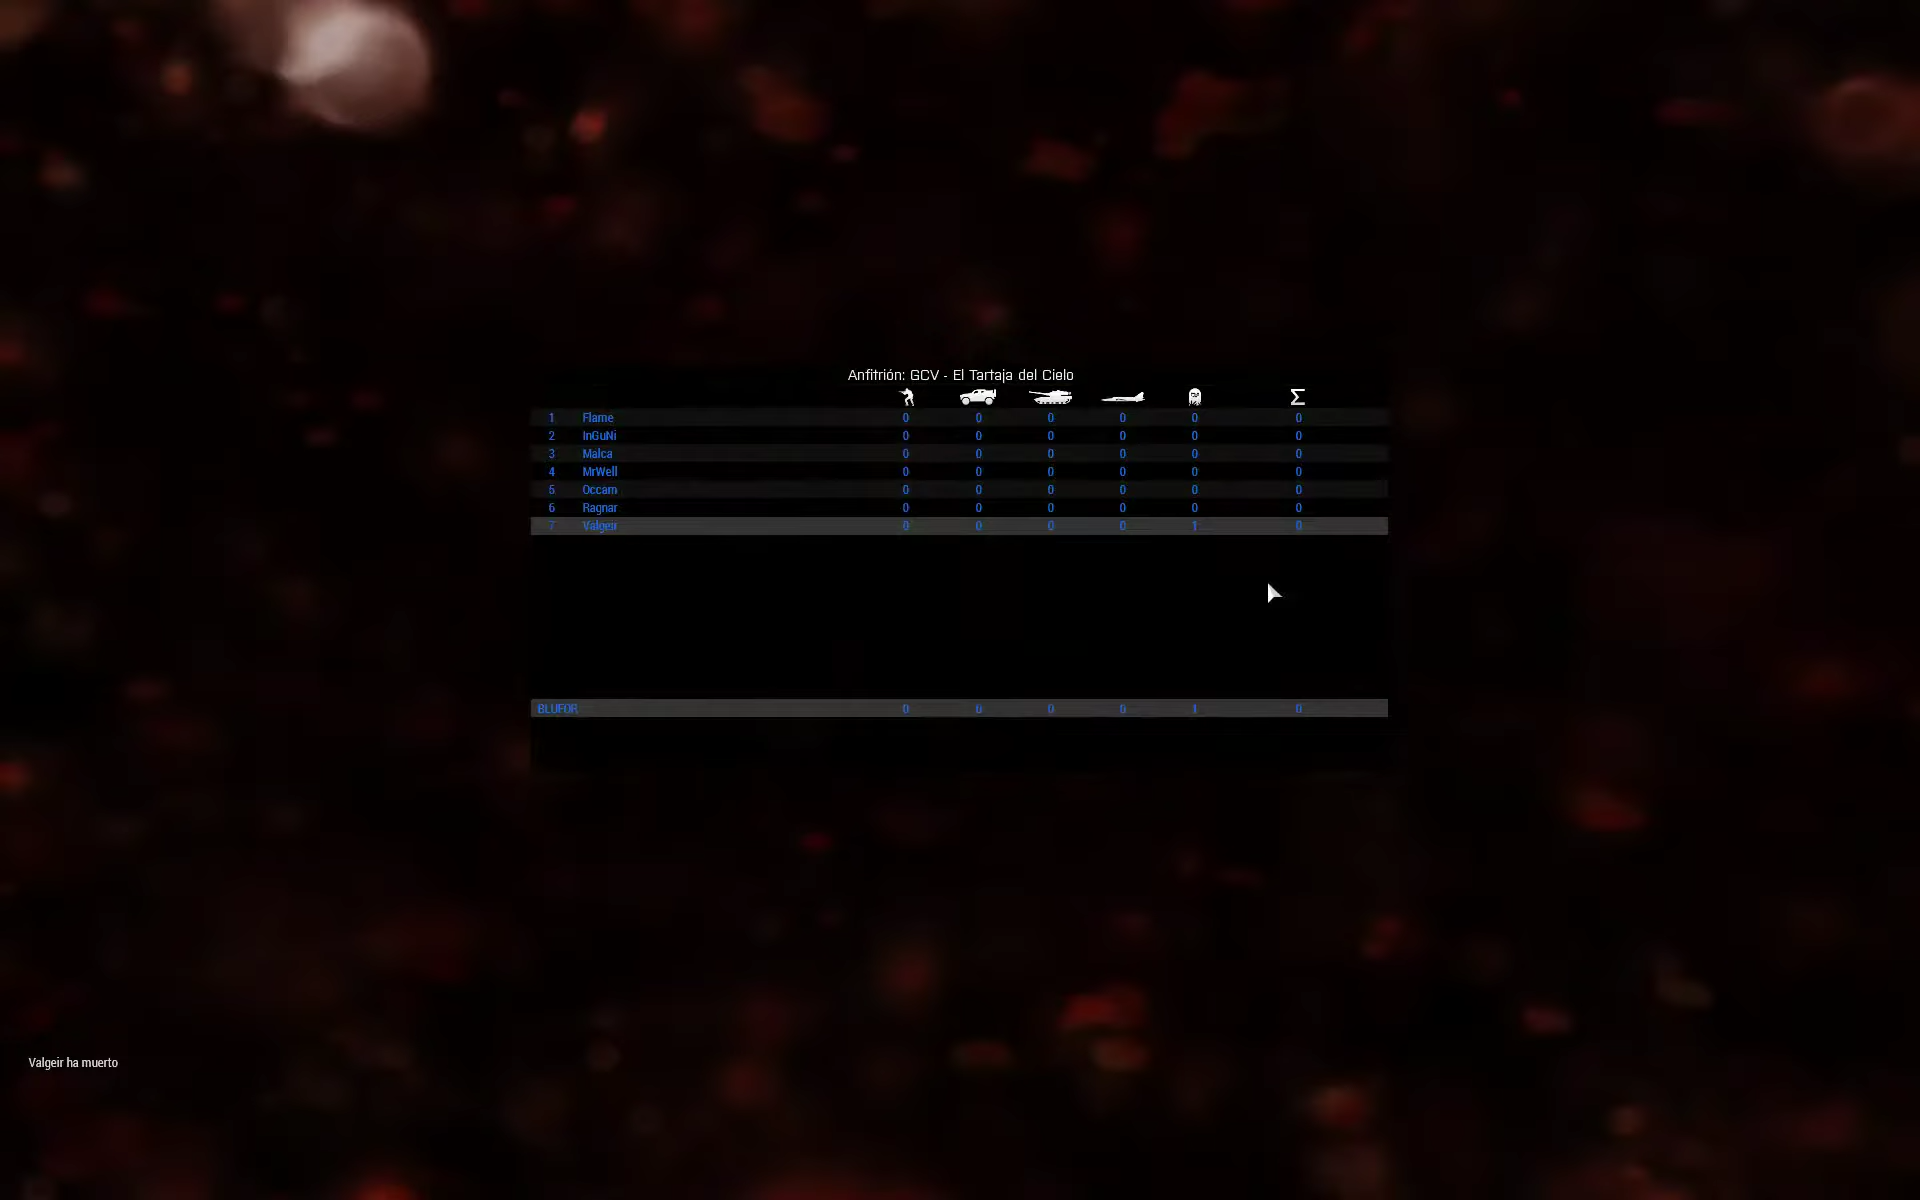 Anfitrión: GCV - El Tartaja del Cielo
Σ
1 Flame 0 0 0 0 0 0
2 InGuNi 0 0 0 0 0 0
3 Malca 0 0 0 0 0 0
4 MrWell 0 0 0 0 0 0
5 Occam 0 0 0 0 0 0
6 Ragnar 0 0 0 0 0 0
7 Valgeir 0 0 0 0 1 0
BLUFOR 0 0 0 0 1 0
Valgeir ha muerto